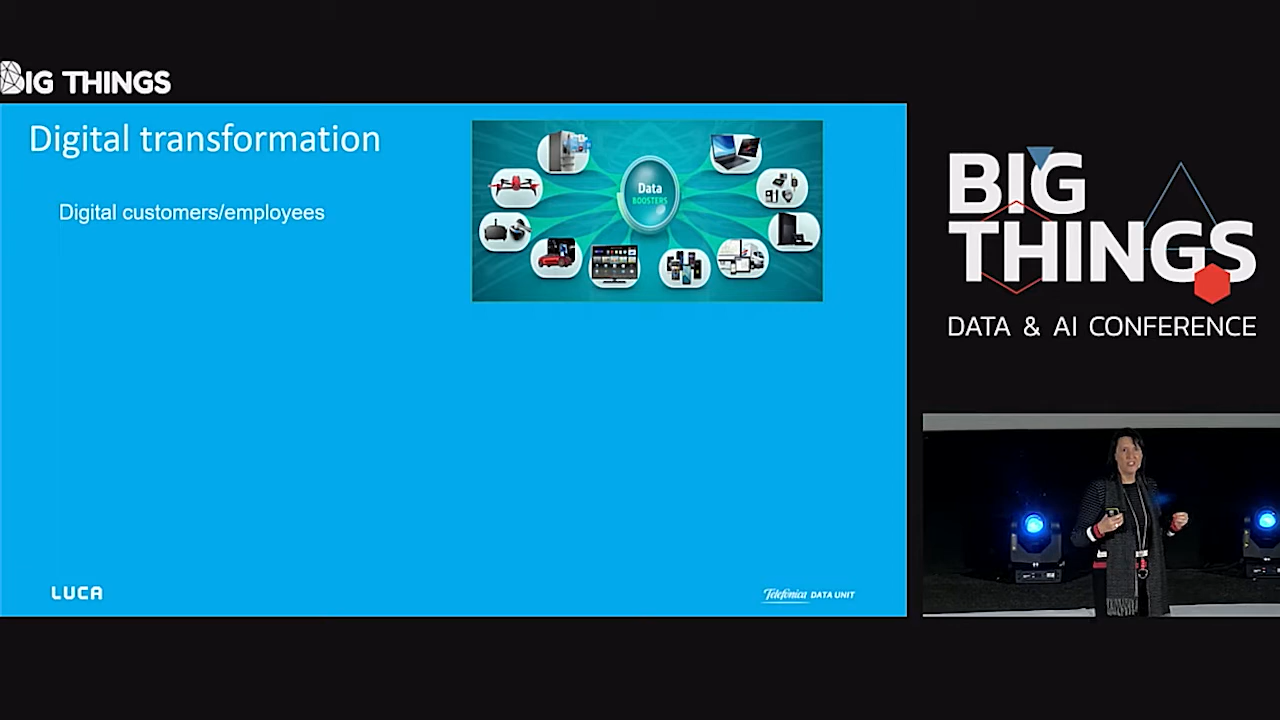 BIG THINGS
Digital transformation
Digital customers/employees
Data
BOOSTERS
LUCA
Telefónica DATA UNIT
BIG
THINGS
DATA & AI CONFERENCE